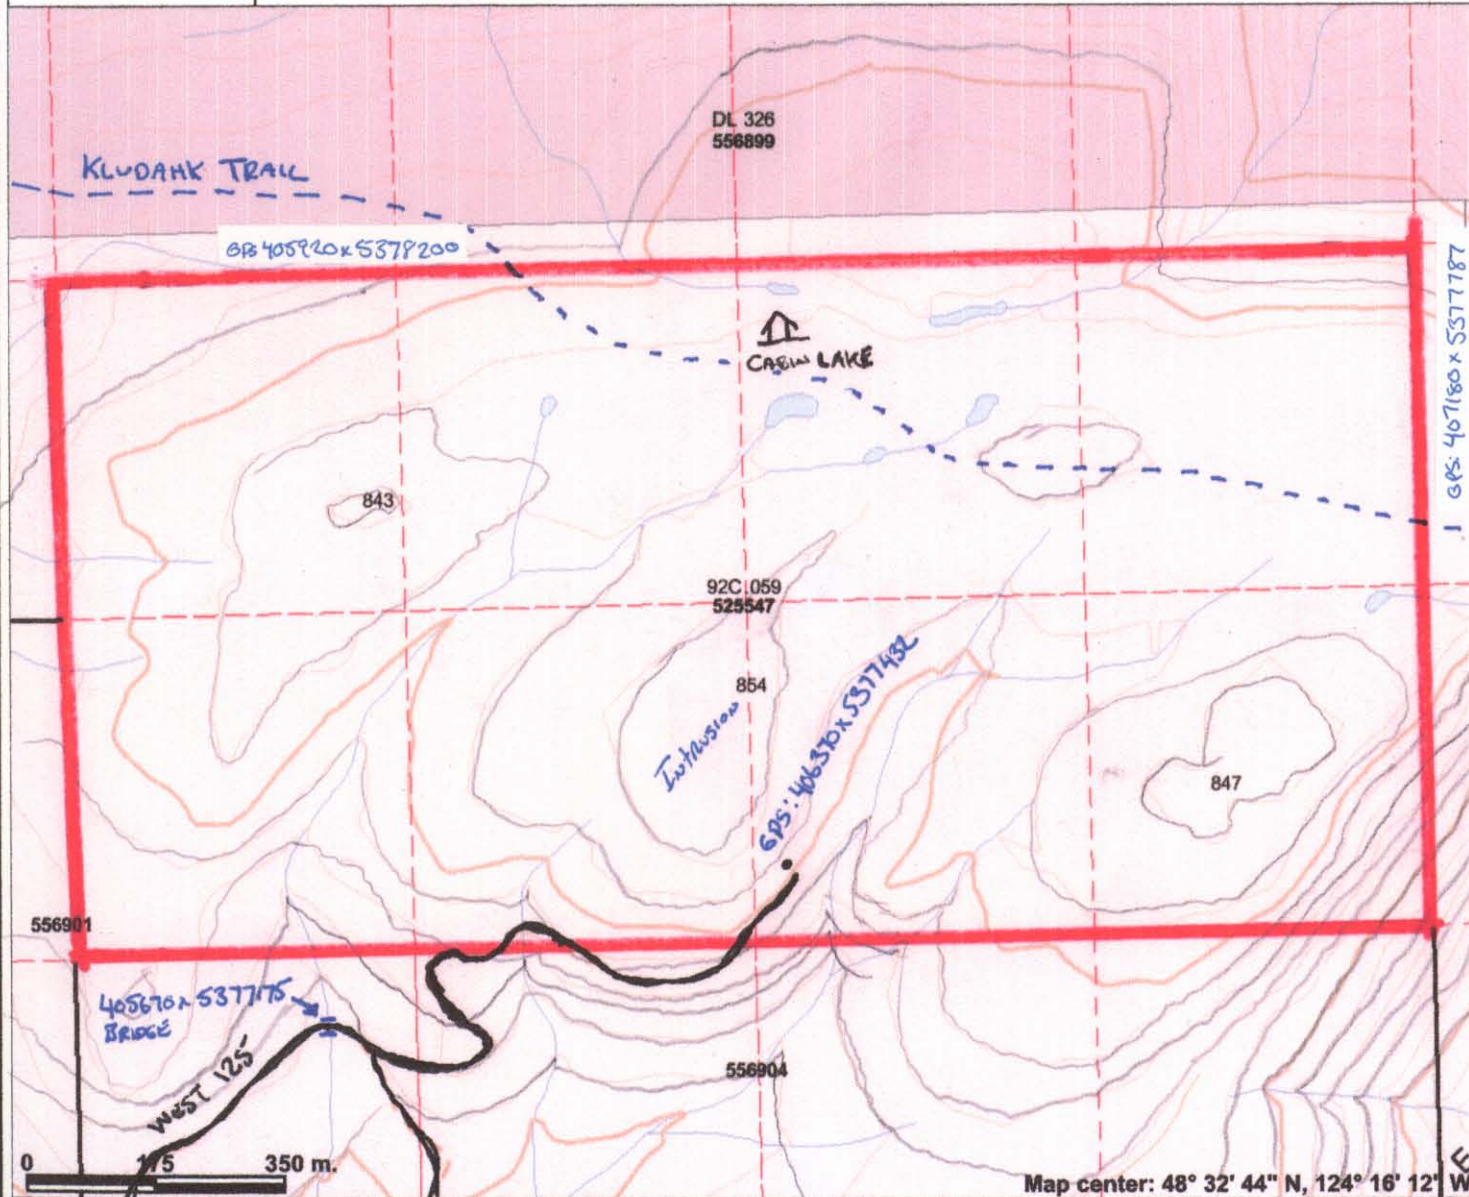 DL 326
556899
KLUDAHK TRAIL
GPS 405920 x 5378200
GPS: 407180 x 5377787
CABIN LAKE
843
92C.059
525547
854
Intrusion
GPS: 406370 x 5377432
847
556901
405670 x 5377175
BRIDGE
WEST 125
556904
0 175 350 m.
Map center: 48° 32' 44" N, 124° 16' 12" W